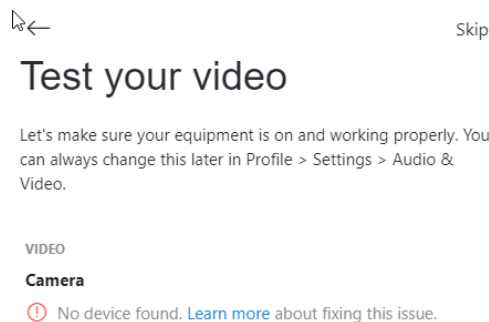 Skip
Test your video
Let's make sure your equipment is on and working properly. You
can always change this later in Profile > Settings > Audio &
Video.
VIDEO
Camera
No device found. Learn more about fixing this issue.